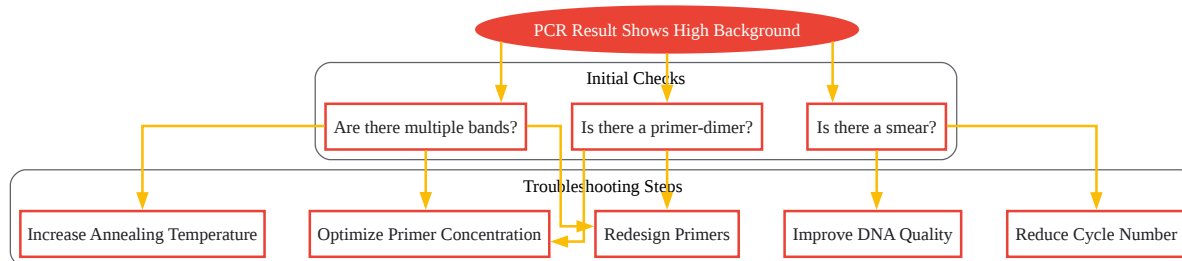 PCR Result Shows High Background
Initial Checks
Are there multiple bands?
Is there a primer-dimer?
Is there a smear?
Troubleshooting Steps
Increase Annealing Temperature
Optimize Primer Concentration
Redesign Primers
Improve DNA Quality
Reduce Cycle Number